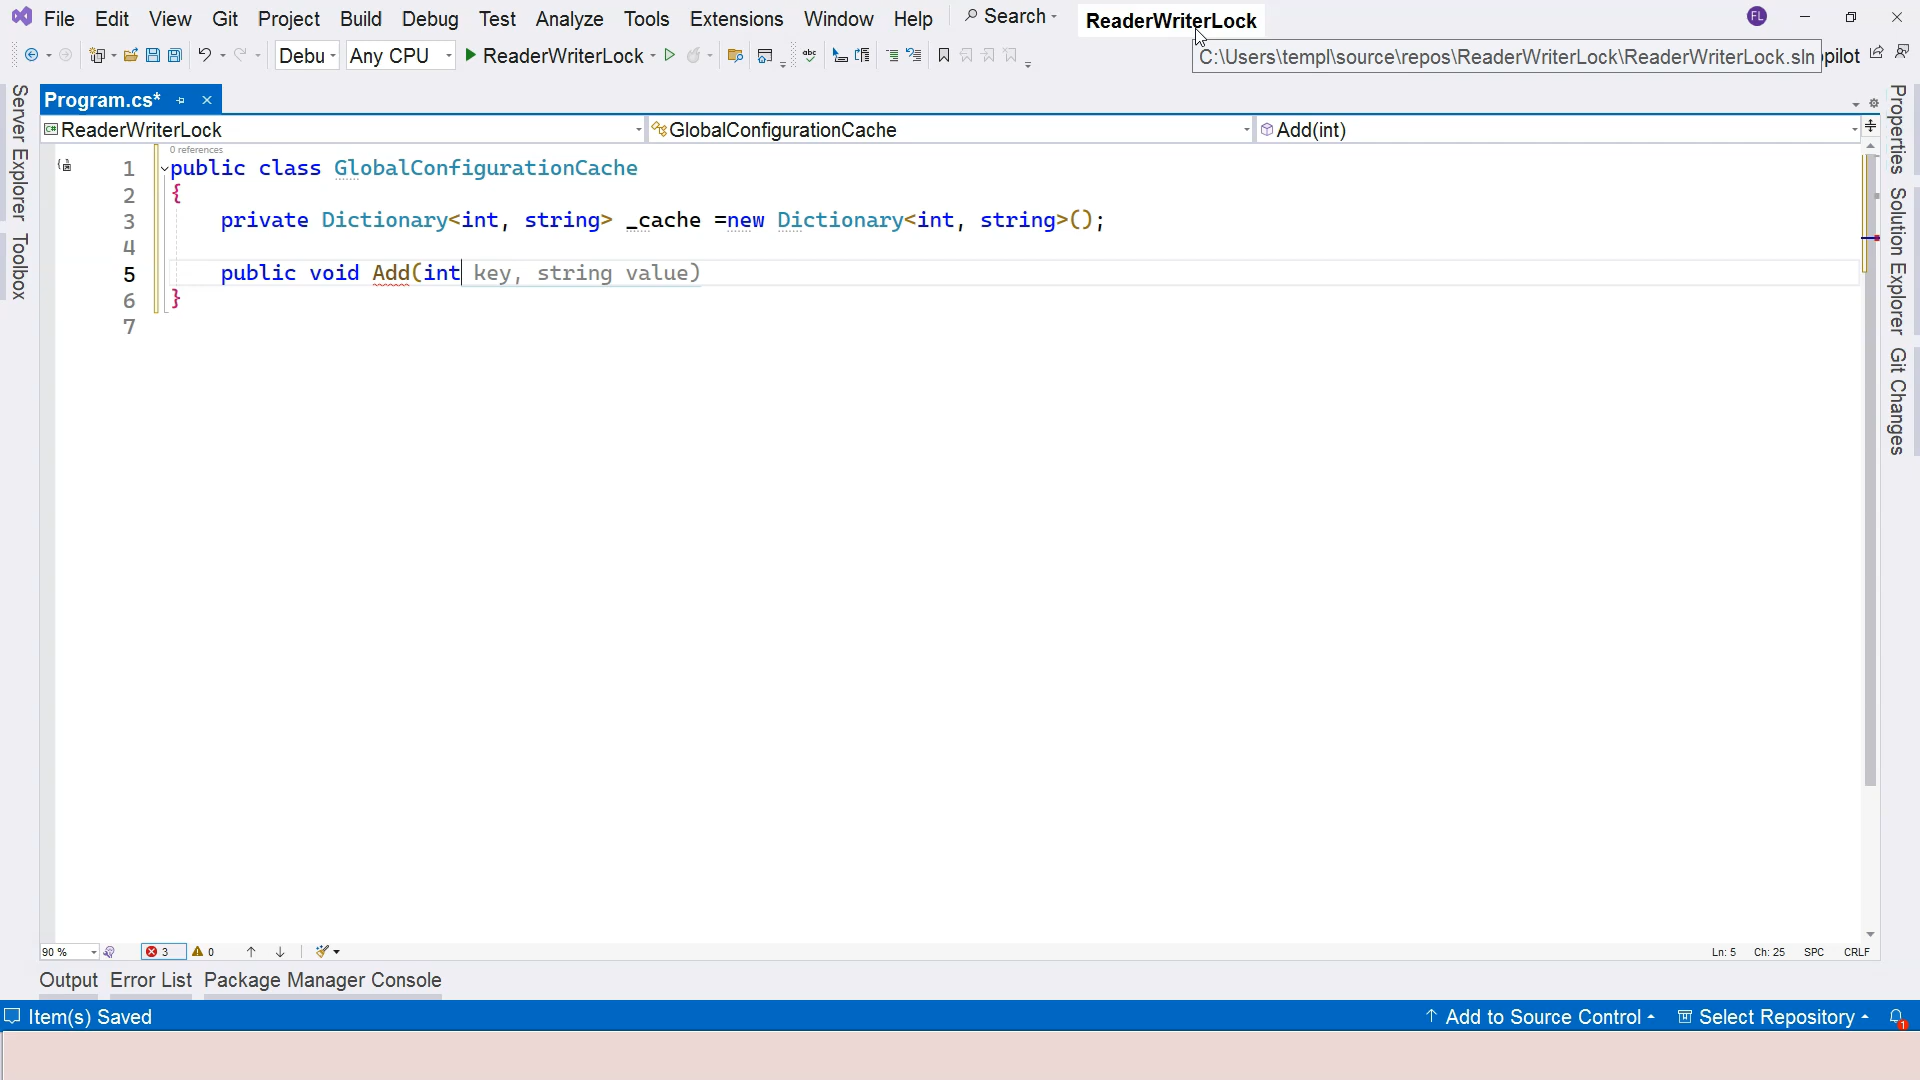 File Edit View Git Project Build Debug Test Analyze Tools Extensions Window Help Search ReaderWriterLock FL
Debu Any CPU ReaderWriterLock abc C:\Users\templ\source\repos\ReaderWriterLock\ReaderWriterLock.sln pilot
Program.cs*
ReaderWriterLock GlobalConfigurationCache Add(int)
0 references
1 public class GlobalConfigurationCache
2 {
3 private Dictionary<int, string> _cache =new Dictionary<int, string>();
4
5 public void Add(int key, string value)
6 }
7
Server Explorer
Toolbox
Properties
Solution Explorer
Git Changes
90 % 3 0 Ln: 5 Ch: 25 SPC CRLF
Output Error List Package Manager Console
Item(s) Saved Add to Source Control Select Repository 1